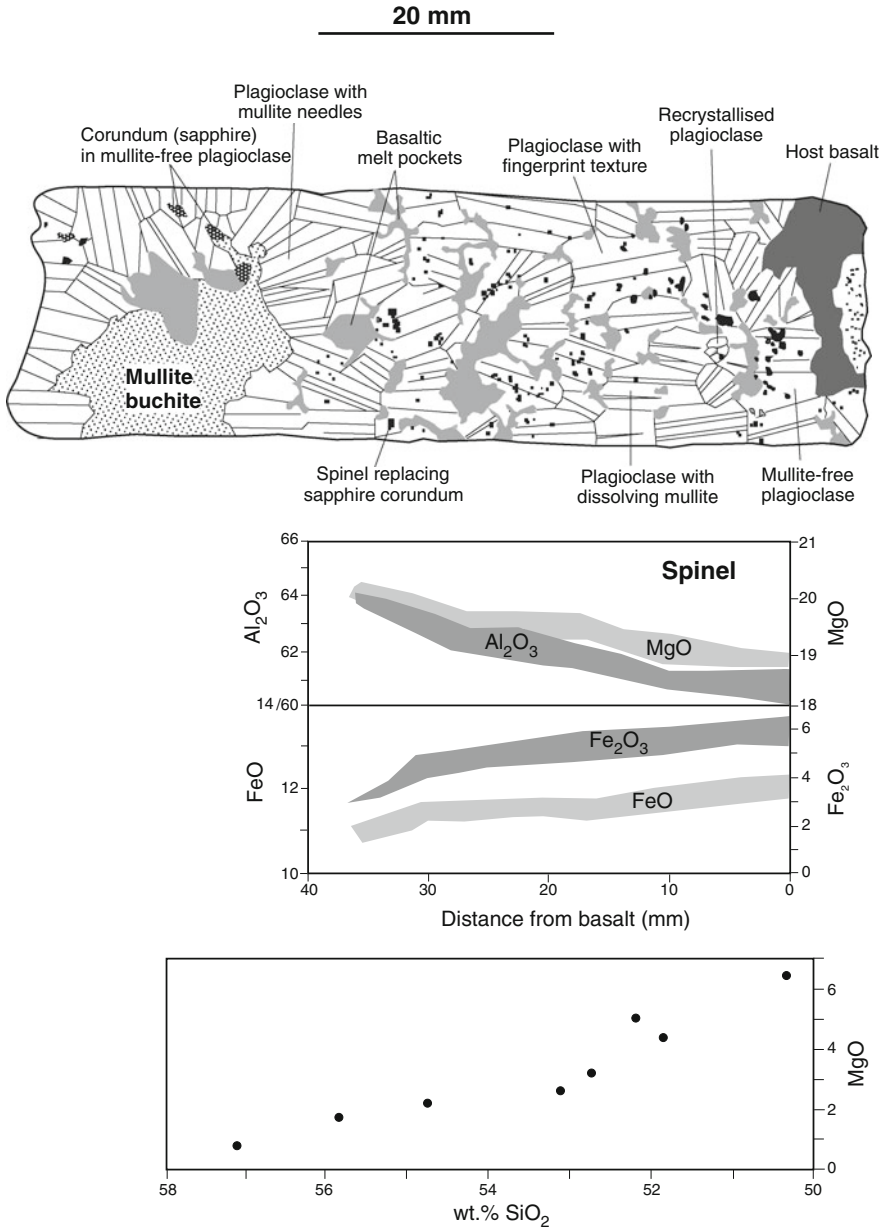 20 mm
Plagioclase with
mullite needles
Corundum (sapphire)
in mullite-free plagioclase
Basaltic
melt pockets
Plagioclase with
fingerprint texture
Recrystallised
plagioclase
Host basalt
Mullite
buchite
Spinel replacing
sapphire corundum
Plagioclase with
dissolving mullite
Mullite-free
plagioclase
66
64
62
14 /60
12
10
Al₂O₃
FeO
Spinel
Al₂O₃
MgO
Fe₂O₃
FeO
21
20
19
18
6
4
2
0
MgO
Fe₂O₃
40
30
20
10
0
Distance from basalt (mm)
6
4
2
0
MgO
58
56
54
52
50
wt.% SiO₂